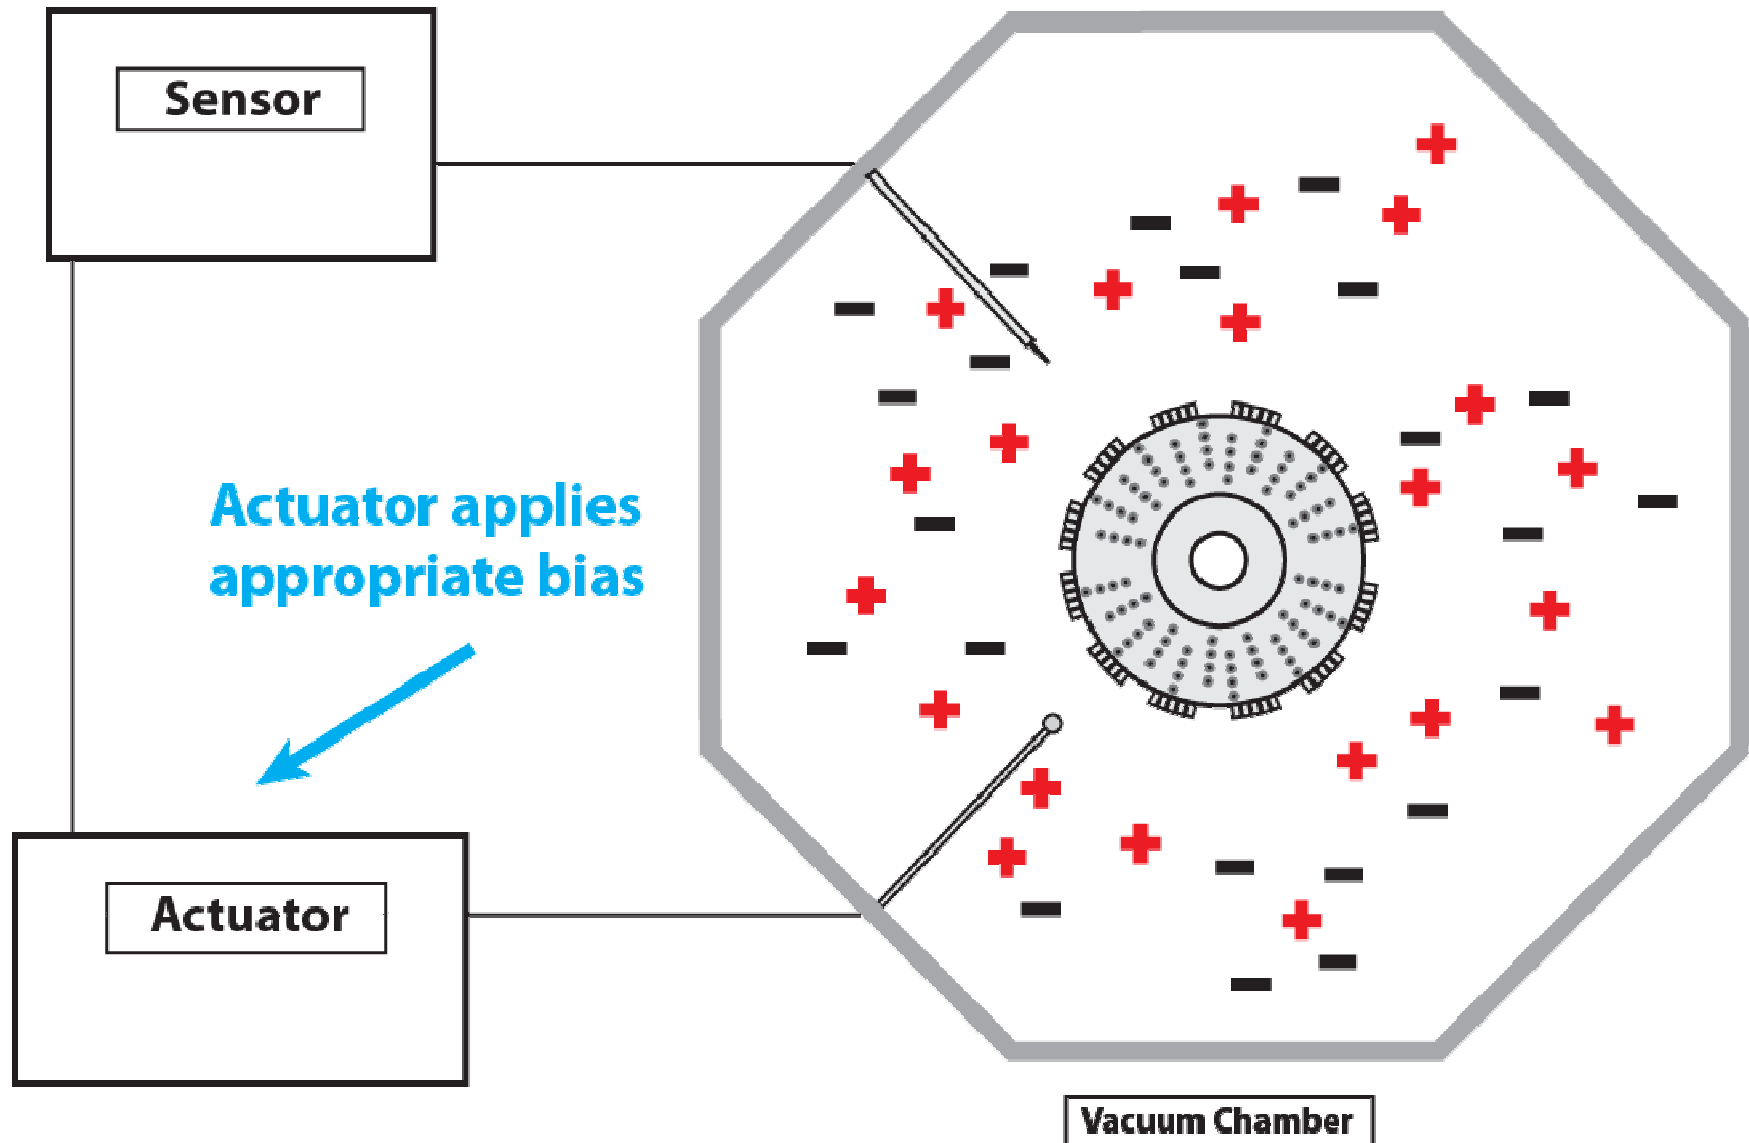 Sensor
Actuator applies
appropriate bias
Actuator
Vacuum Chamber